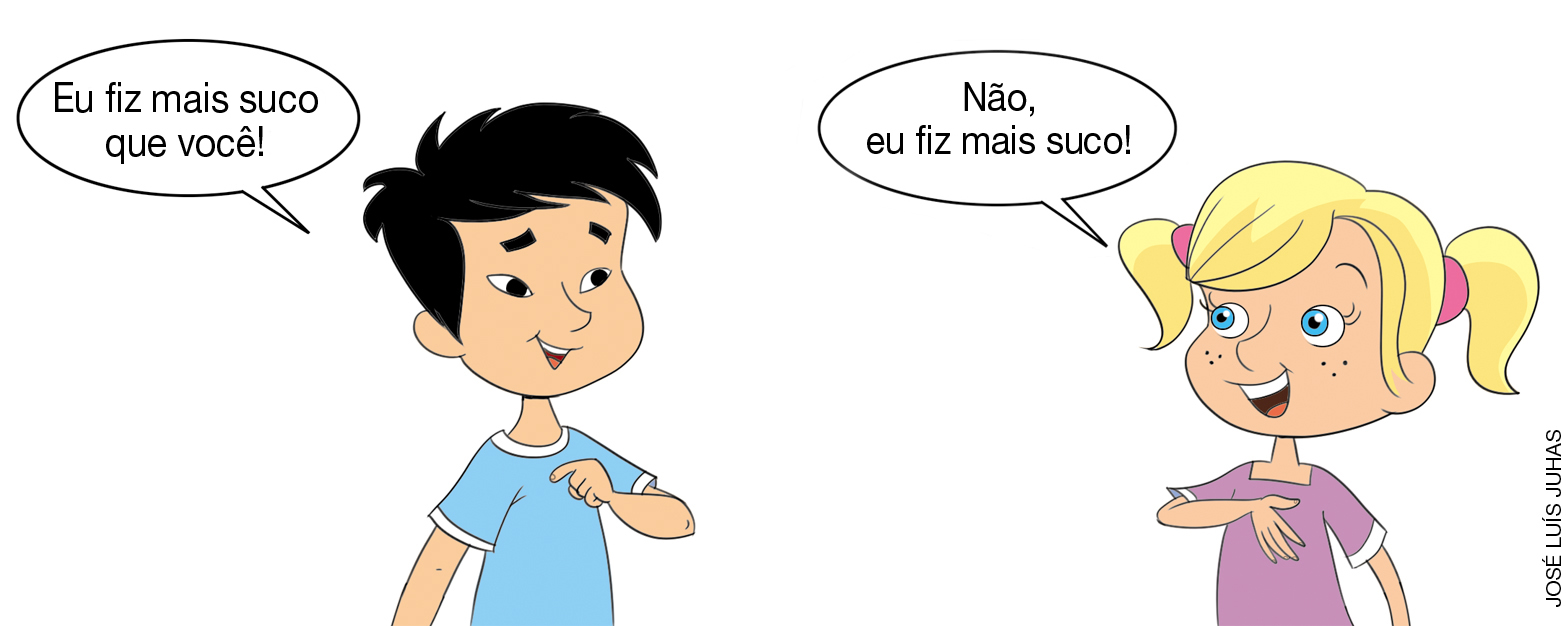 Eu fiz mais suco
que você!
Não,
eu fiz mais suco!
JOSÉ LUÍS JUHAS